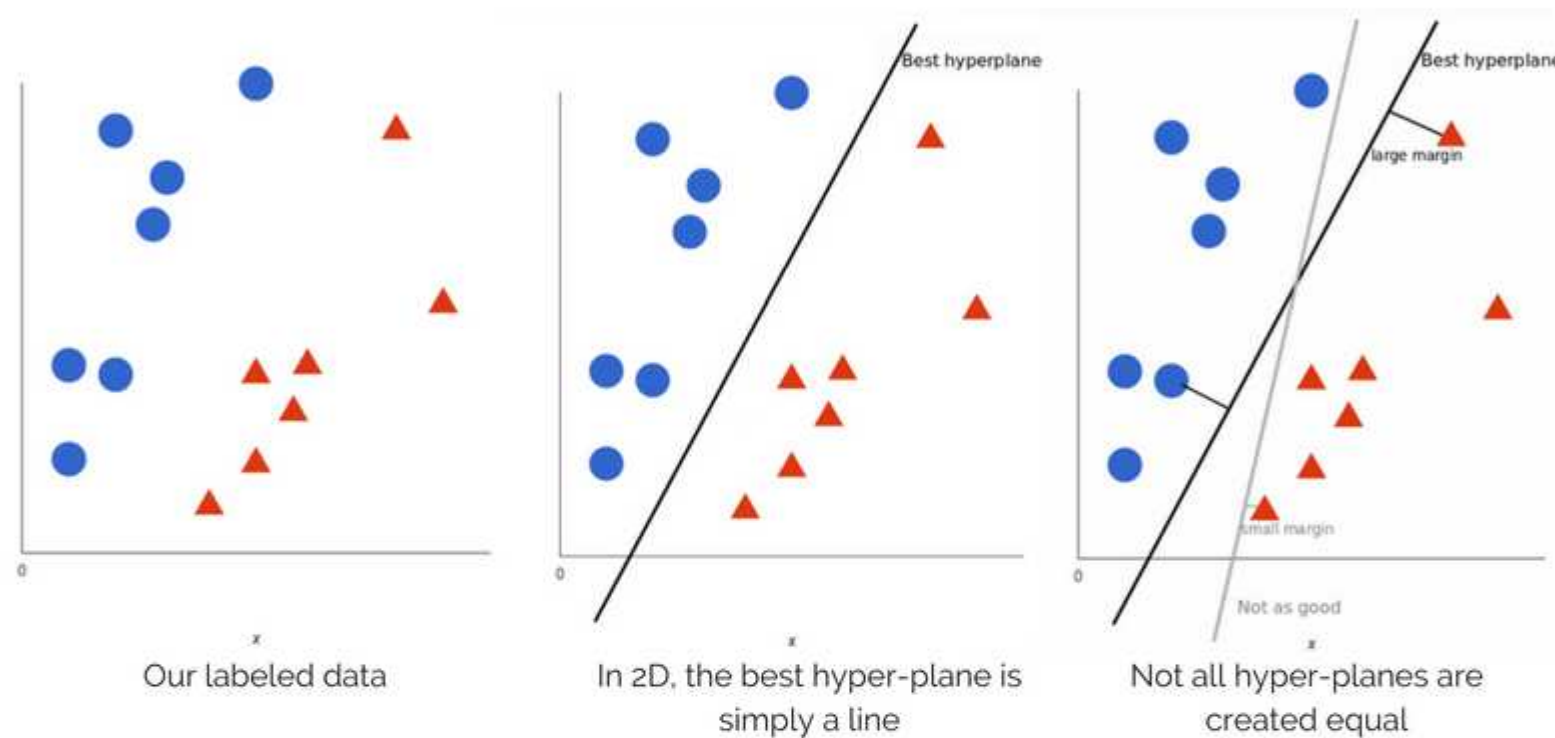 0
x
Our labeled data
Best hyperplane
0
x
In 2D, the best hyper-plane is
simply a line
Best hyperplane
large margin
small margin
0
Not as good
x
Not all hyper-planes are
created equal